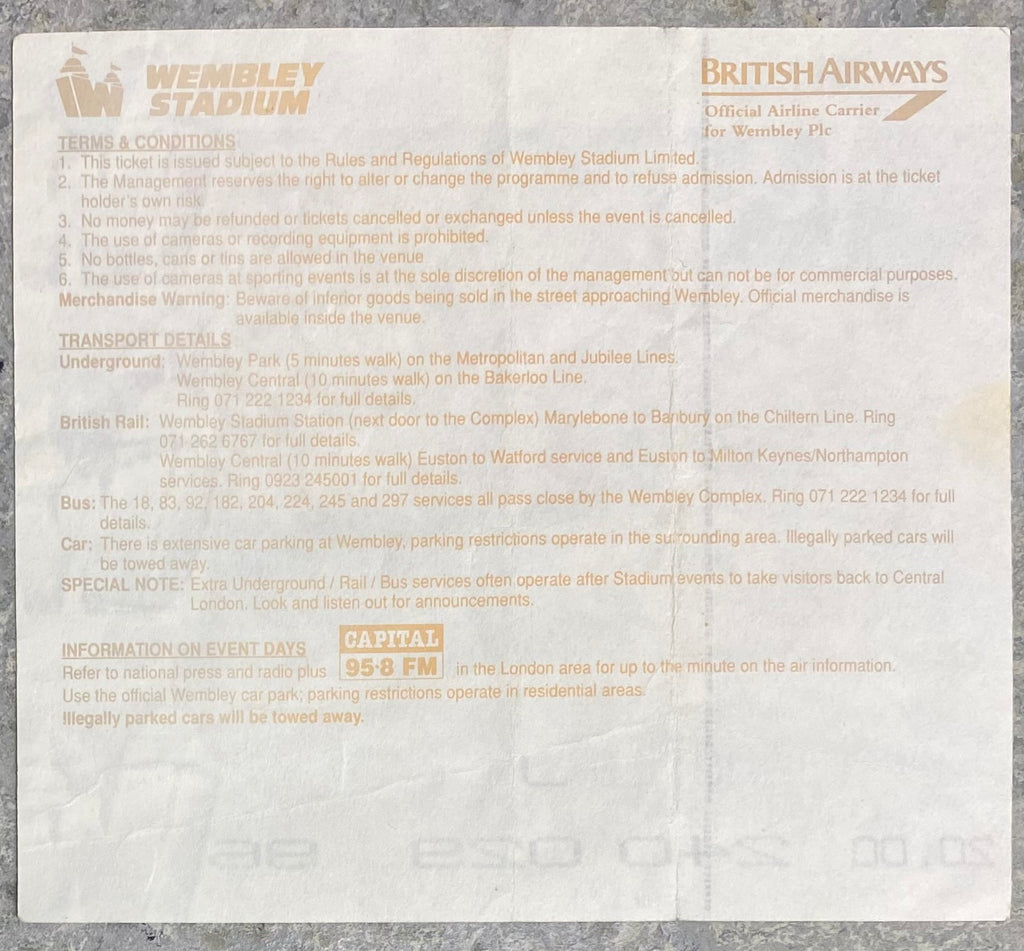 WEMBLEY
STADIUM
BRITISH AIRWAYS
Official Airline Carrier
for Wembley Plc
TERMS & CONDITIONS
1. This ticket is issued subject to the Rules and Regulations of Wembley Stadium Limited.
2. The Management reserves the right to alter or change the programme and to refuse admission. Admission is at the ticket
holder's own risk.
3. No money may be refunded or tickets cancelled or exchanged unless the event is cancelled.
4. The use of cameras or recording equipment is prohibited.
5. No bottles, cans or tins are allowed in the venue
6. The use of cameras at sporting events is at the sole discretion of the management but can not be for commercial purposes.
Merchandise Warning: Beware of inferior goods being sold in the street approaching Wembley. Official merchandise is
available inside the venue.
TRANSPORT DETAILS
Underground: Wembley Park (5 minutes walk) on the Metropolitan and Jubilee Lines.
Wembley Central (10 minutes walk) on the Bakerloo Line.
Ring 071 222 1234 for full details.
British Rail: Wembley Stadium Station (next door to the Complex) Marylebone to Banbury on the Chiltern Line. Ring
071 262 6767 for full details.
Wembley Central (10 minutes walk) Euston to Watford service and Euston to Milton Keynes/Northampton
services. Ring 0923 245001 for full details.
Bus: The 18, 83, 92, 182, 204, 224, 245 and 297 services all pass close by the Wembley Complex. Ring 071 222 1234 for full
details.
Car: There is extensive car parking at Wembley, parking restrictions operate in the surrounding area. Illegally parked cars will
be towed away.
SPECIAL NOTE: Extra Underground / Rail / Bus services often operate after Stadium events to take visitors back to Central
London. Look and listen out for announcements.
INFORMATION ON EVENT DAYS
Refer to national press and radio plus CAPITAL 95·8 FM in the London area for up to the minute on the air information.
Use the official Wembley car park; parking restrictions operate in residential areas.
Illegally parked cars will be towed away.